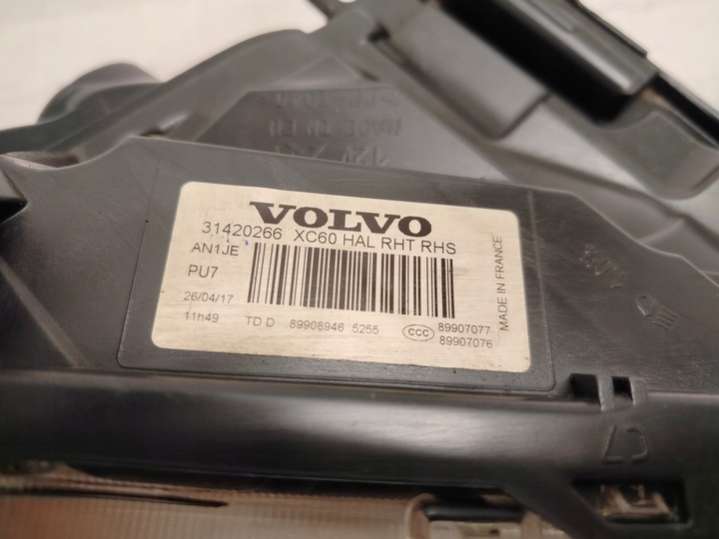 VOLVO
31420266 XC60 HAL RHT RHS
AN1JE
PU7
26/04/17
11h49 TD D 89908946 5255
CCC 89907077
89907076
MADE IN FRANCE